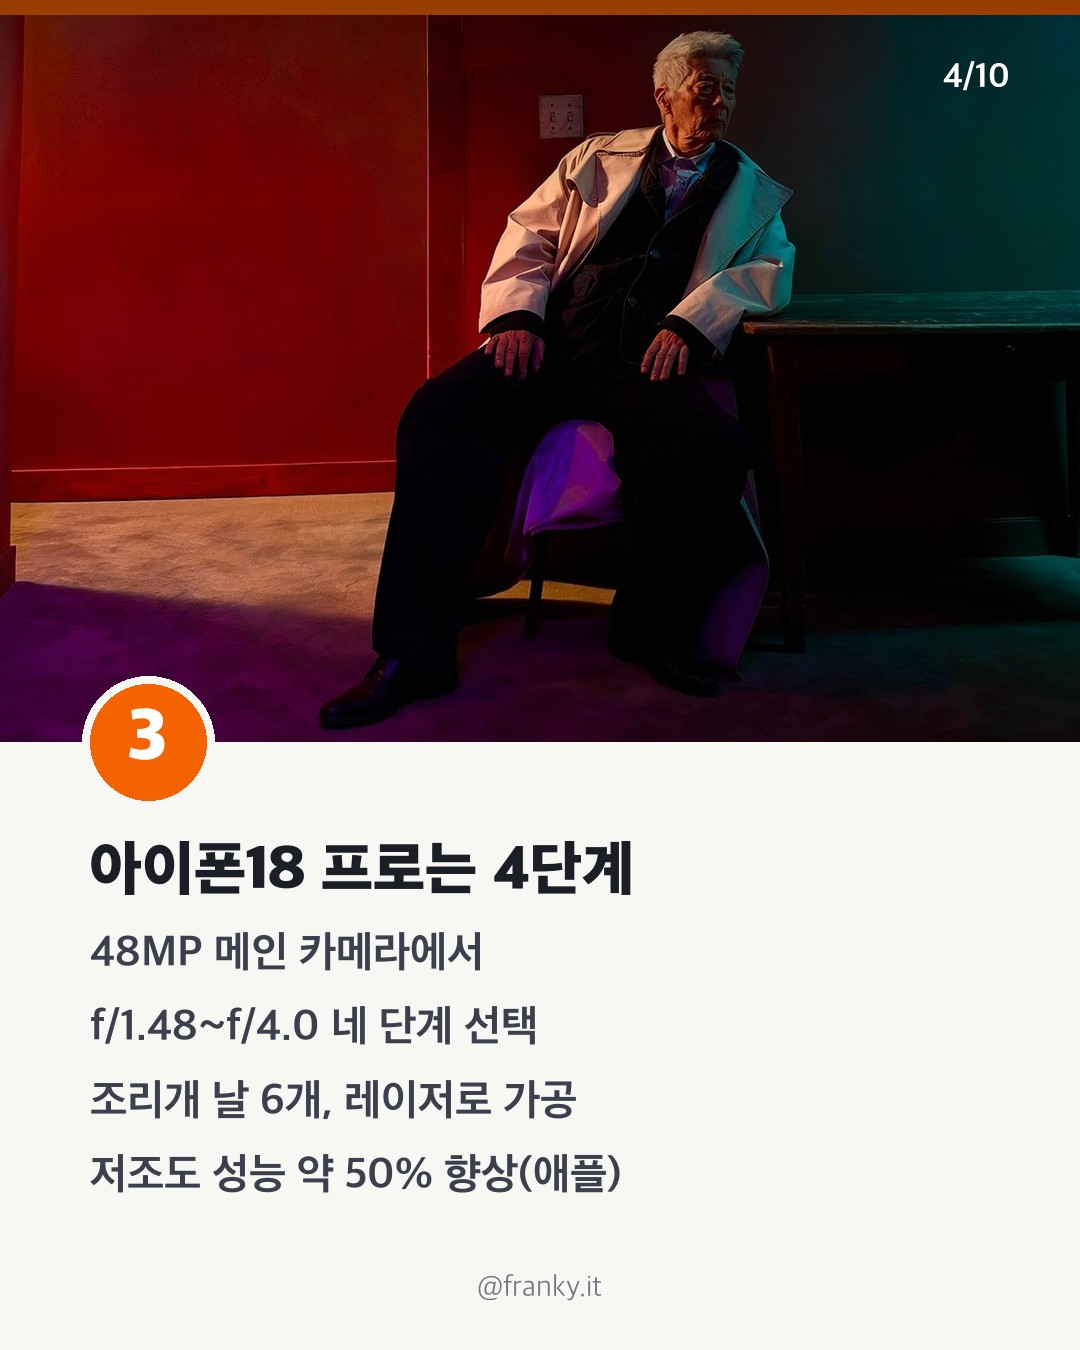 4/10
3
아이폰18 프로는 4단계
48MP 메인 카메라에서
f/1.48~f/4.0 네 단계 선택
조리개 날 6개, 레이저로 가공
저조도 성능 약 50% 향상(애플)
@franky.it